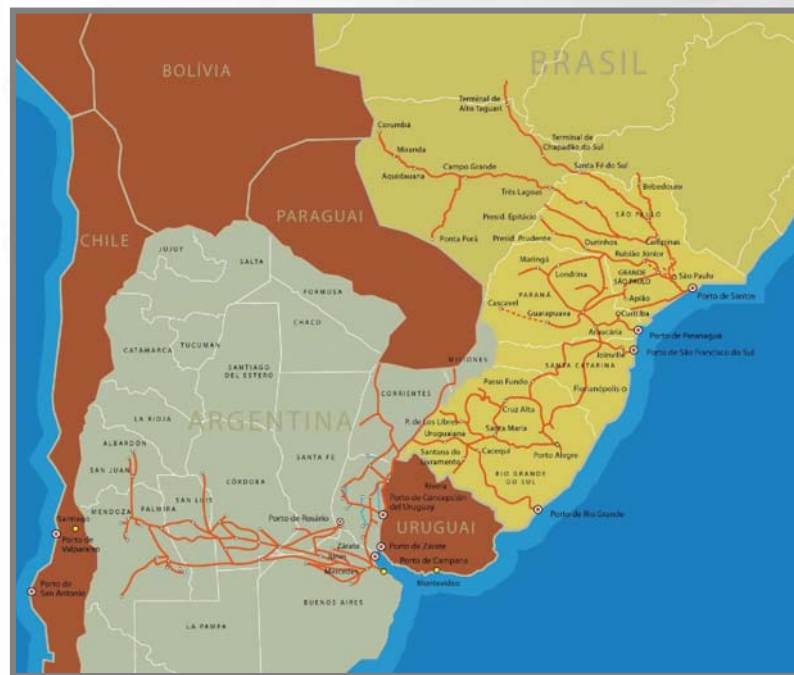 BOLÍVIA
BRASIL
Terminal de
Alto Taquari
Corumbá
Miranda
Aquidauana
Campo Grande
Terminal de
Chapadão do Sul
Santa Fé do Sul
Três Lagoas
Bebedouro
PARAGUAI
CHILE
Ponta Porã
Presid. Epitácio
SÃO PAULO
Presid. Prudente
Ourinhos
Campinas
Rubião Júnior
Maringá
Londrina
GRANDE
SÃO PAULO
São Paulo
Porto de Santos
PARANÁ
Apião
Cascavel
Guarapuava
Curitiba
Araucária
Porto de Paranaguá
Joinville
Porto de São Francisco do Sul
SANTA CATARINA
Florianópolis
JUJUY
SALTA
FORMOSA
CHACO
CATAMARCA
TUCUMAN
SANTIAGO
DEL ESTERO
MISIONES
CORRIENTES
Passo Fundo
Cruz Alta
LA RIOJA
ARGENTINA
P. de Los Libres
Uruguaiana
Santa Maria
ALBARDÓN
SANTA FE
Santana do
Livramento
Cacequi
Porto Alegre
SAN JUAN
CÓRDOBA
RIO GRANDE
DO SUL
SAN LUIS
Rivera
MENDOZA
PALMIRA
Porto de Concepción
del Uruguay
Porto de Rio Grande
Santiago
Porto de Rosário
URUGUAI
Porto de
Valparaiso
Zárate
Porto de Zárate
Junin
Porto de Campana
Mercedes
Montevideo
Porto de
San Antonio
BUENOS AIRES
LA PAMPA